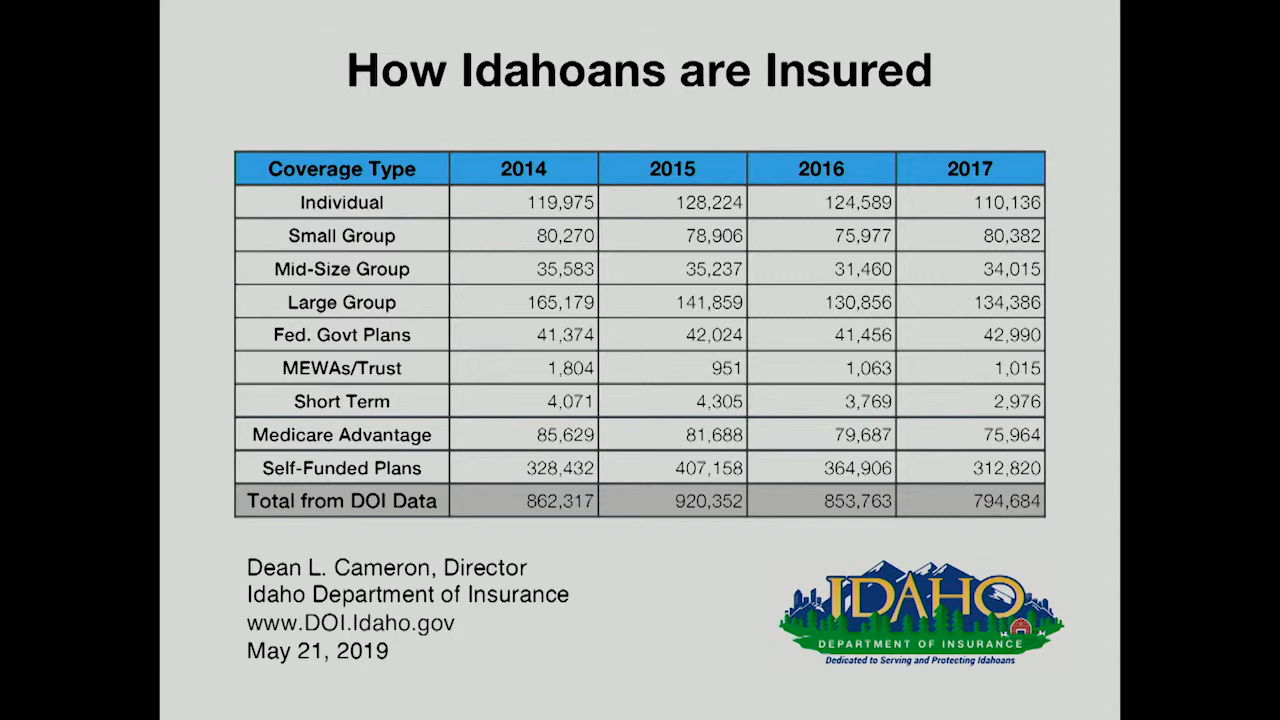 How Idahoans are Insured
Coverage Type 2014 2015 2016 2017
Individual 119,975 128,224 124,589 110,136
Small Group 80,270 78,906 75,977 80,382
Mid-Size Group 35,583 35,237 31,460 34,015
Large Group 165,179 141,859 130,856 134,386
Fed. Govt Plans 41,374 42,024 41,456 42,990
MEWAs/Trust 1,804 951 1,063 1,015
Short Term 4,071 4,305 3,769 2,976
Medicare Advantage 85,629 81,688 79,687 75,964
Self-Funded Plans 328,432 407,158 364,906 312,820
Total from DOI Data 862,317 920,352 853,763 794,684
Dean L. Cameron, Director
Idaho Department of Insurance
www.DOI.Idaho.gov
May 21, 2019
IDAHO
DEPARTMENT OF INSURANCE
Dedicated to Serving and Protecting Idahoans